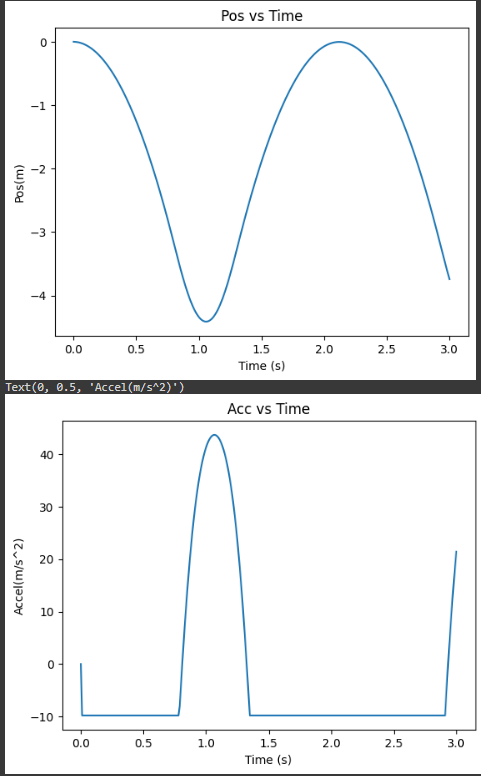 Pos vs Time
0
−1
−2
−3
−4
Pos(m)
0.0 0.5 1.0 1.5 2.0 2.5 3.0
Time (s)
Text(0, 0.5, 'Accel(m/s^2)')
Acc vs Time
40
30
20
10
0
−10
Accel(m/s^2)
0.0 0.5 1.0 1.5 2.0 2.5 3.0
Time (s)